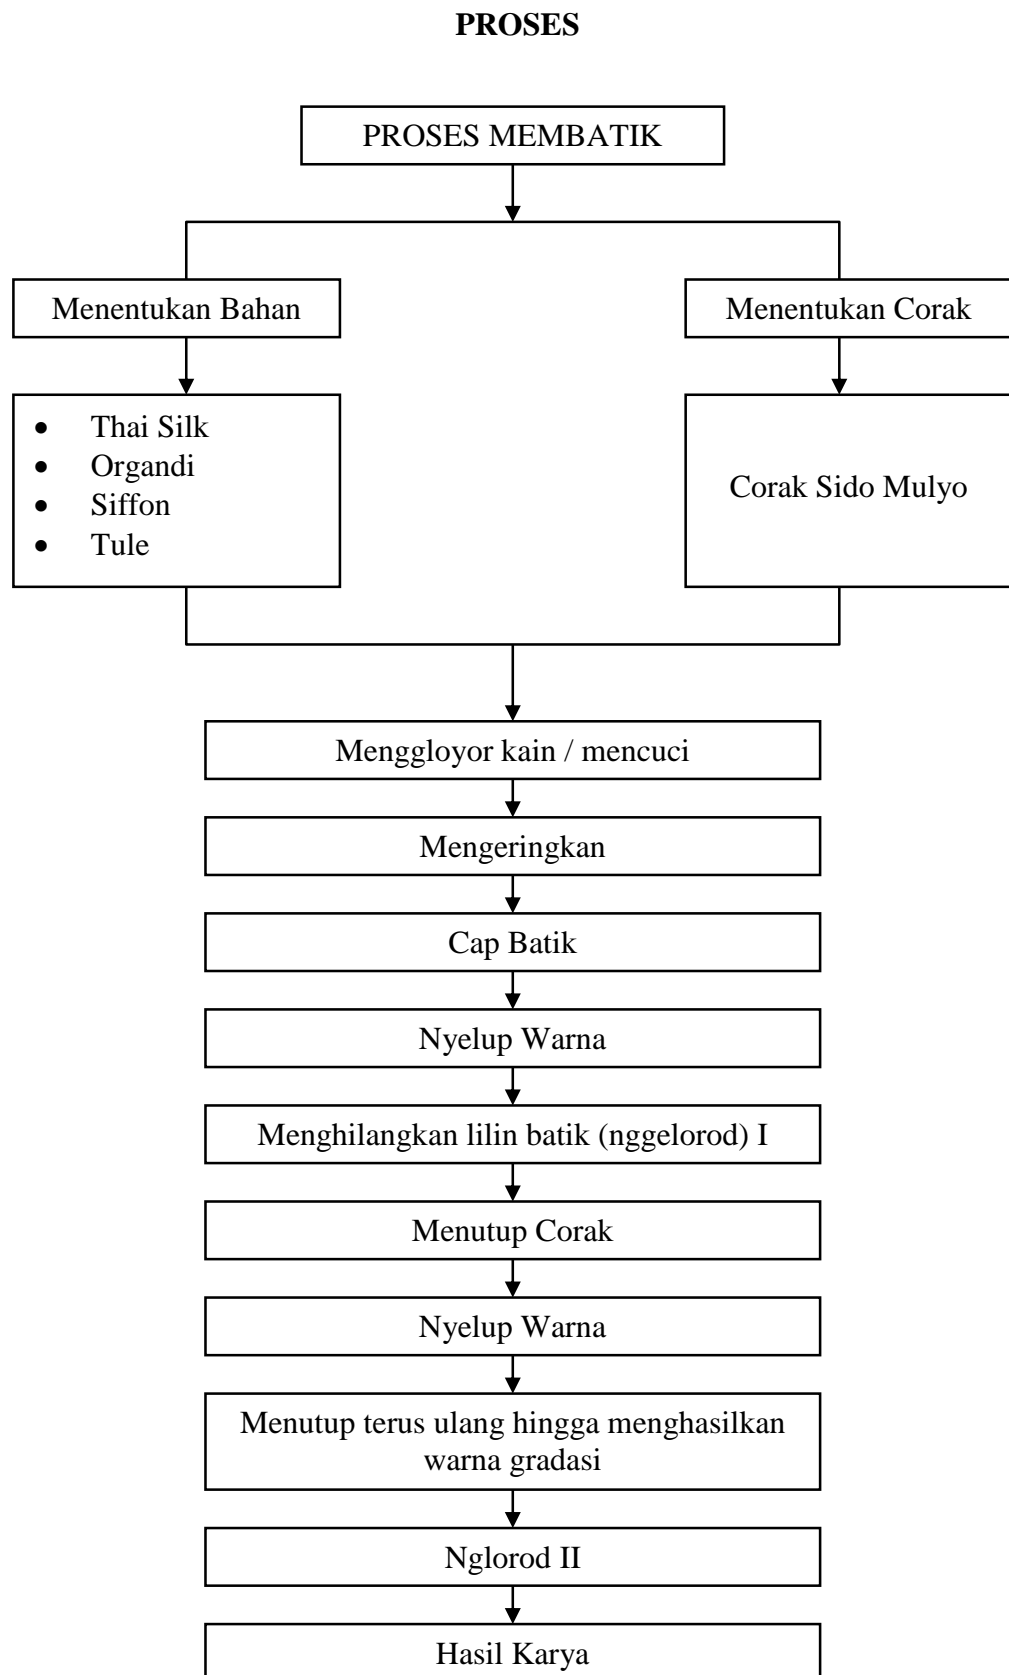 PROSES
PROSES MEMBATIK
Menentukan Bahan
Menentukan Corak
• Thai Silk
• Organdi
• Siffon
• Tule
Corak Sido Mulyo
Menggloyor kain / mencuci
Mengeringkan
Cap Batik
Nyelup Warna
Menghilangkan lilin batik (nggelorod) I
Menutup Corak
Nyelup Warna
Menutup terus ulang hingga menghasilkan
warna gradasi
Nglorod II
Hasil Karya